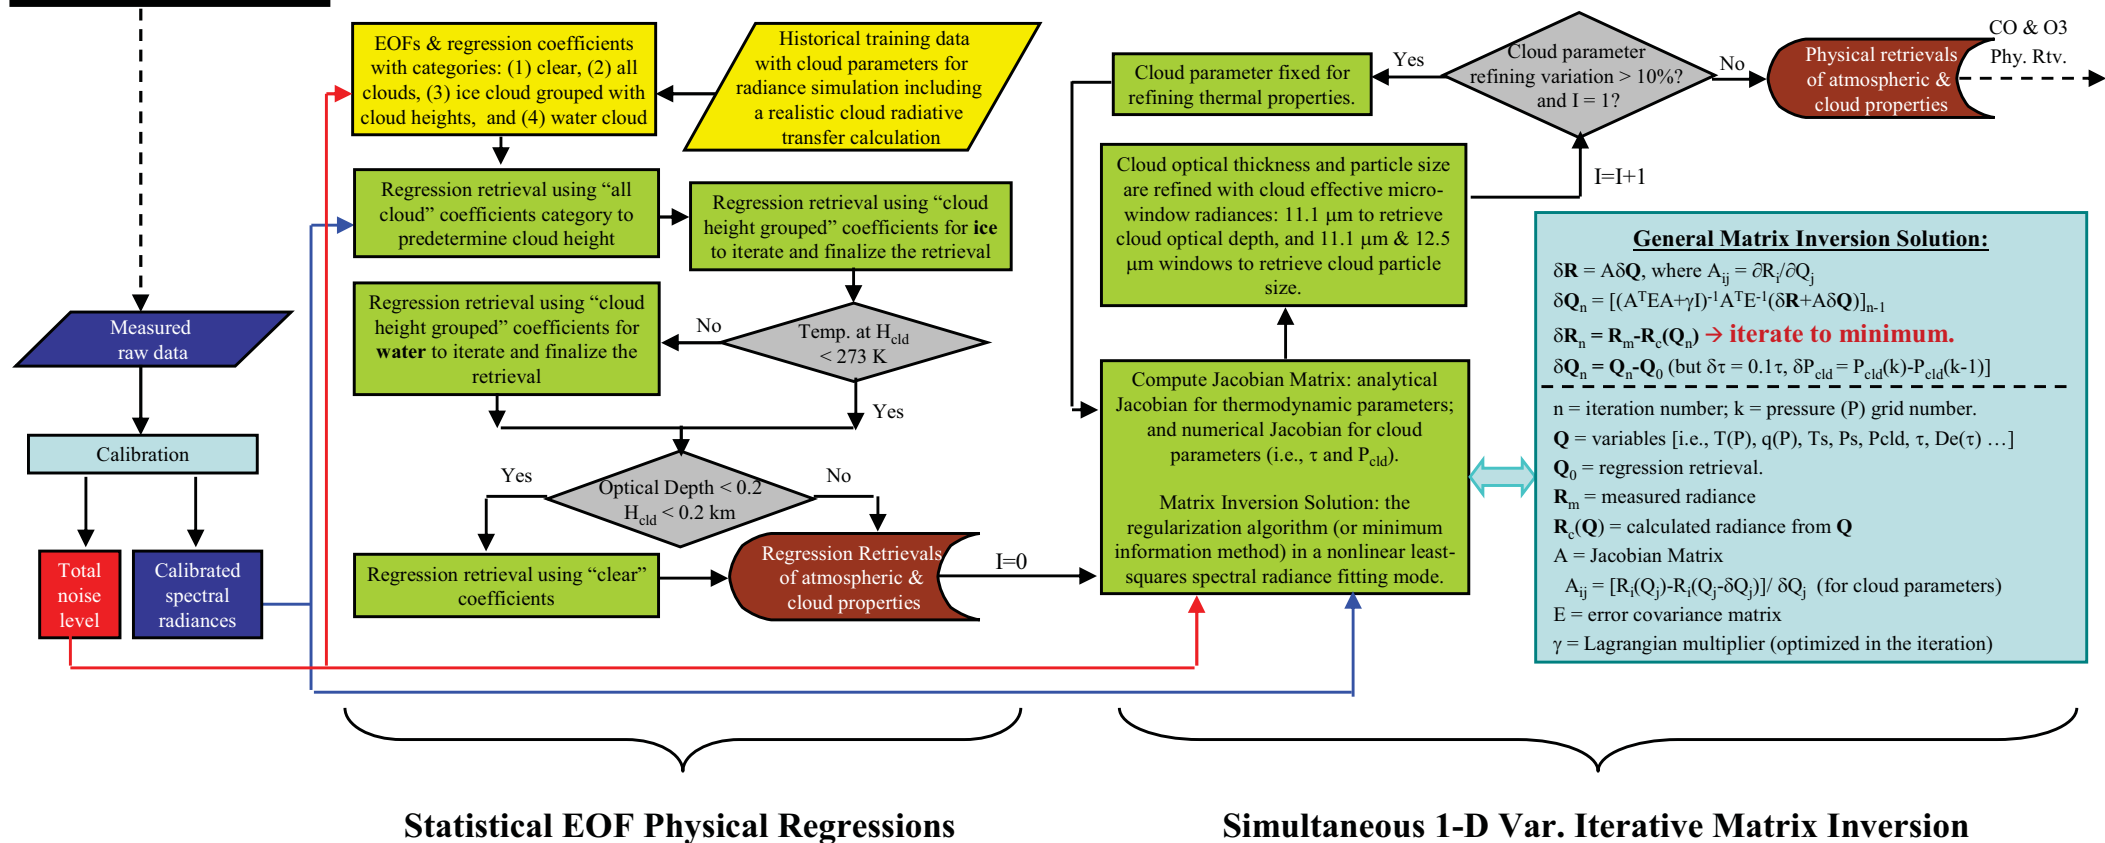 Measured
raw data
Calibration
Total
noise
level
Calibrated
spectral
radiances
EOFs & regression coefficients
with categories: (1) clear, (2) all
clouds, (3) ice cloud grouped with
cloud heights, and (4) water cloud
Historical training data
with cloud parameters for
radiance simulation including
a realistic cloud radiative
transfer calculation
Regression retrieval using “all
cloud” coefficients category to
predetermine cloud height
Regression retrieval using “cloud
height grouped” coefficients for ice
to iterate and finalize the retrieval
Regression retrieval using “cloud
height grouped” coefficients for
water to iterate and finalize the
retrieval
No
Temp. at Hcld
< 273 K
Yes
Yes
Optical Depth < 0.2
Hcld < 0.2 km
No
Regression retrieval using “clear”
coefficients
Regression Retrievals
of atmospheric &
cloud properties
I=0
Statistical EOF Physical Regressions
Cloud parameter fixed for
refining thermal properties.
Yes
Cloud parameter
refining variation > 10%?
and I = 1?
No
Physical retrievals
of atmospheric &
cloud properties
CO & O3
Phy. Rtv.
Cloud optical thickness and particle size
are refined with cloud effective micro-
window radiances: 11.1 μm to retrieve
cloud optical depth, and 11.1 μm & 12.5
μm windows to retrieve cloud particle
size.
I=I+1
Compute Jacobian Matrix: analytical
Jacobian for thermodynamic parameters;
and numerical Jacobian for cloud
parameters (i.e., τ and Pcld).
Matrix Inversion Solution: the
regularization algorithm (or minimum
information method) in a nonlinear least-
squares spectral radiance fitting mode.
General Matrix Inversion Solution:
δR = AδQ, where Aij = ∂Ri/∂Qj
δQn = [(AᵀEA+γI)⁻¹AᵀE⁻¹(δR+AδQ)]n-1
δRn = Rm-Rc(Qn) → iterate to minimum.
δQn = Qn-Q0 (but δτ = 0.1τ, δPcld = Pcld(k)-Pcld(k-1)]
n = iteration number; k = pressure (P) grid number.
Q = variables [i.e., T(P), q(P), Ts, Ps, Pcld, τ, De(τ) …]
Q0 = regression retrieval.
Rm = measured radiance
Rc(Q) = calculated radiance from Q
A = Jacobian Matrix
Aij = [Ri(Qj)-Ri(Qj-δQj)]/ δQj (for cloud parameters)
E = error covariance matrix
γ = Lagrangian multiplier (optimized in the iteration)
Simultaneous 1-D Var. Iterative Matrix Inversion